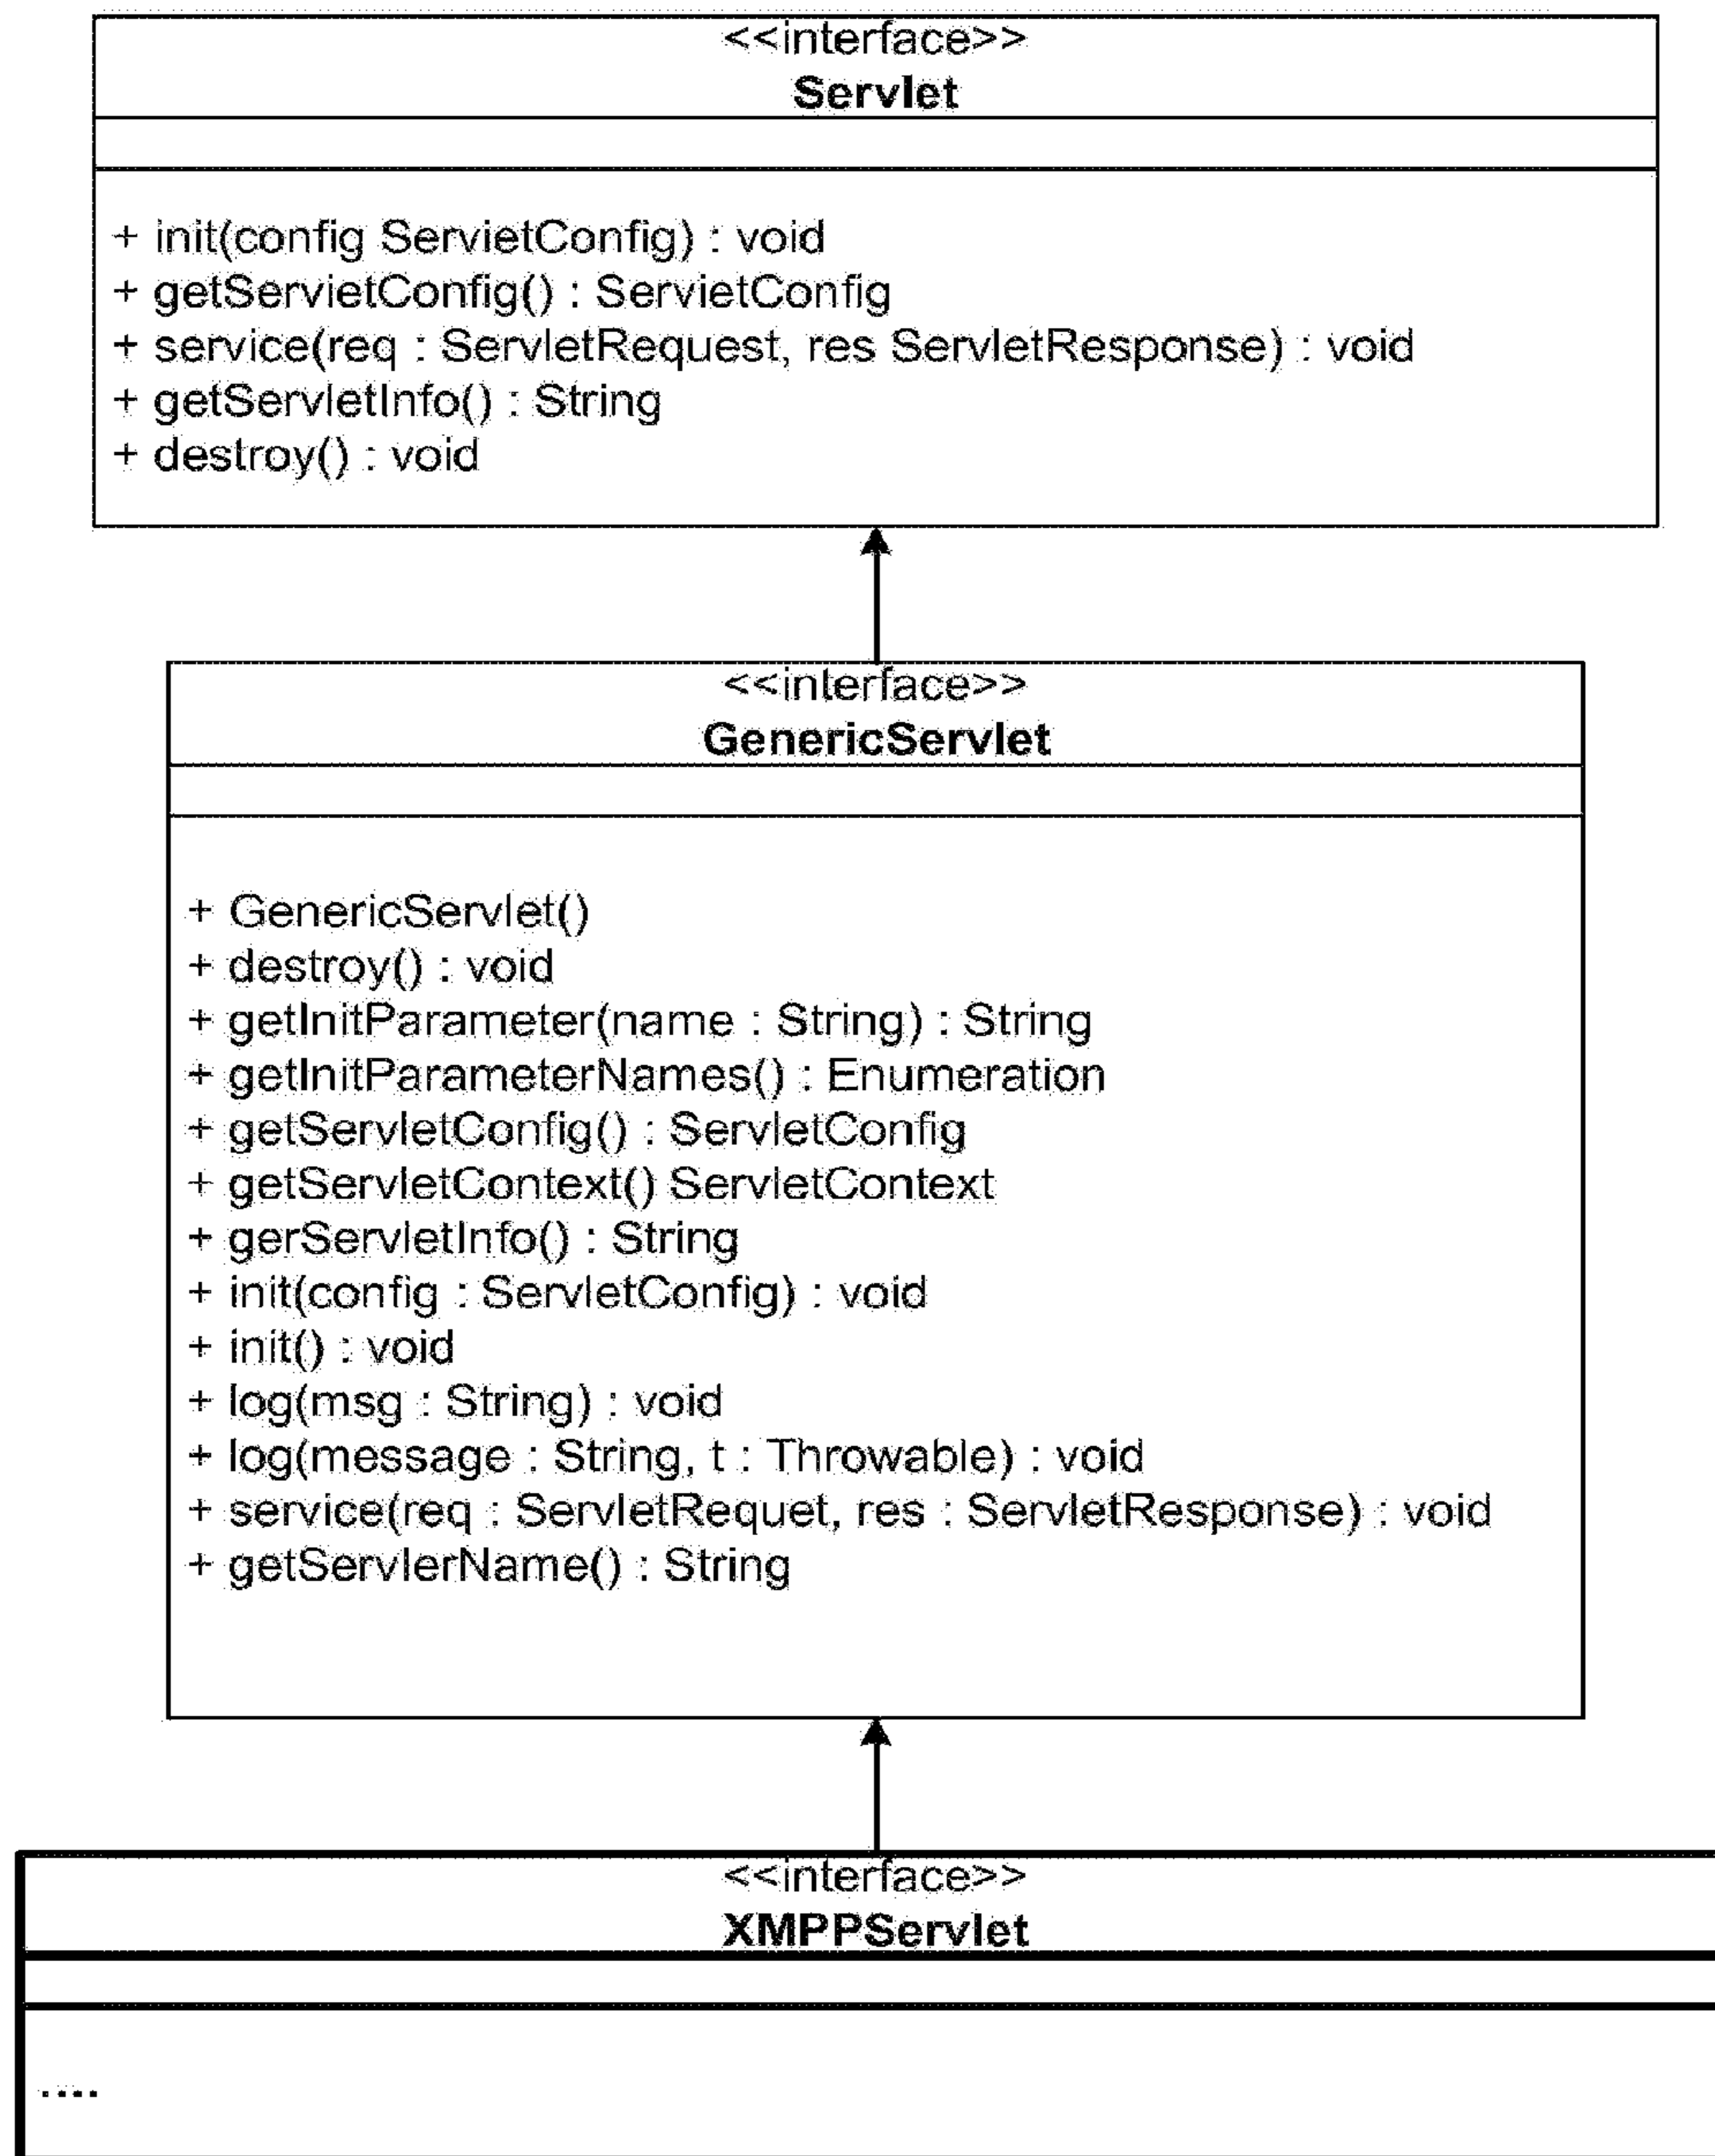 <<interface>>
Servlet
+ init(config ServietConfig) : void
+ getServietConfig() : ServietConfig
+ service(req : ServletRequest, res ServletResponse) : void
+ getServletInfo() : String
+ destroy() : void
<<interface>>
GenericServlet
+ GenericServlet()
+ destroy() : void
+ getInitParameter(name : String) : String
+ getInitParameterNames() : Enumeration
+ getServletConfig() : ServletConfig
+ getServletContext() ServletContext
+ gerServletInfo() : String
+ init(config : ServletConfig) : void
+ init() : void
+ log(msg : String) : void
+ log(message : String, t : Throwable) : void
+ service(req : ServletRequet, res : ServletResponse) : void
+ getServlerName() : String
<<interface>>
XMPPServlet
....